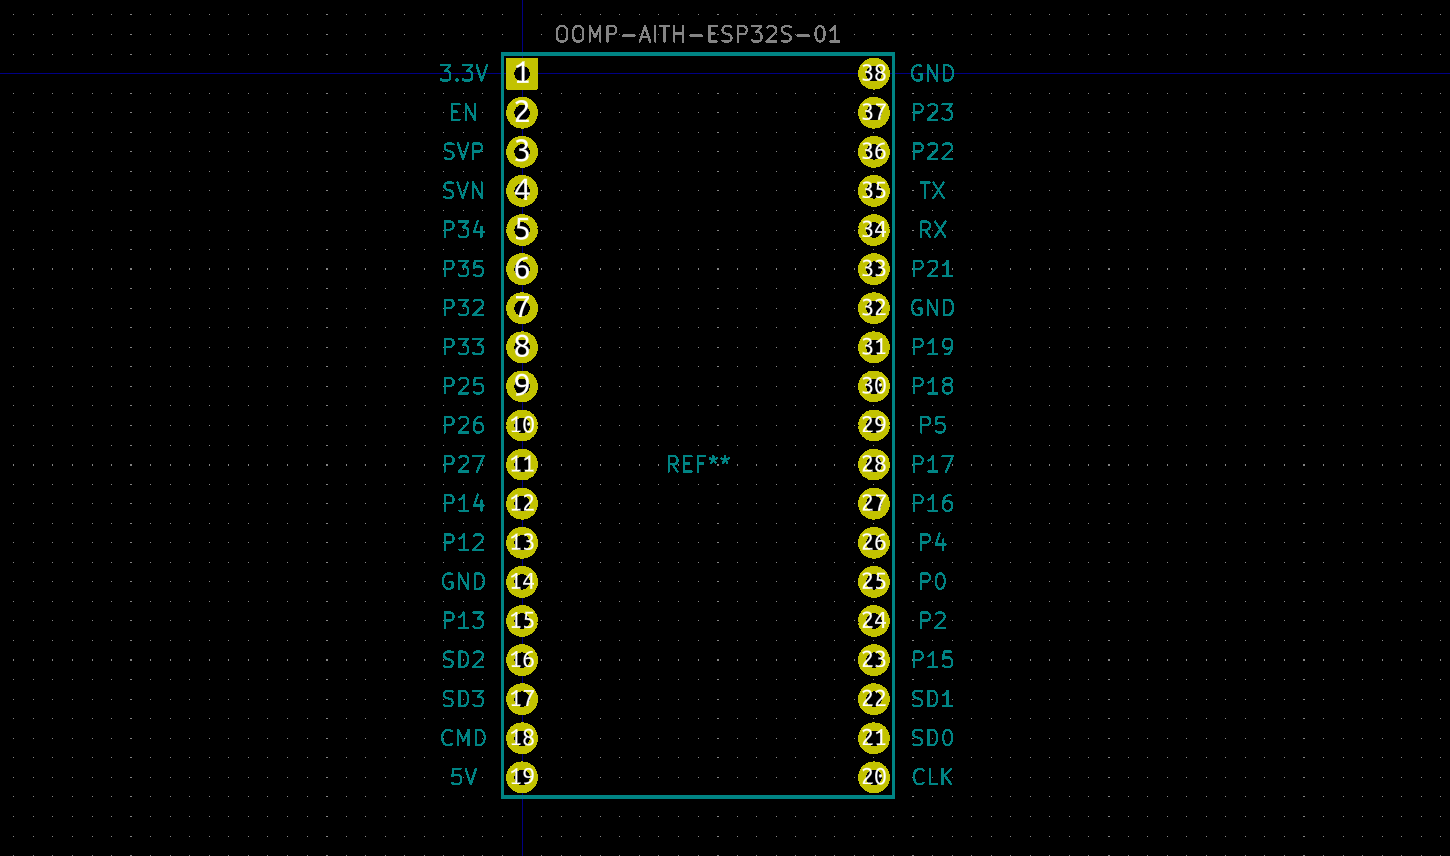 OOMP-AITH-ESP32S-01
3.3V 1 38 GND
EN 2 37 P23
SVP 3 36 P22
SVN 4 35 TX
P34 5 34 RX
P35 6 33 P21
P32 7 32 GND
P33 8 31 P19
P25 9 30 P18
P26 10 29 P5
P27 11 REF** 28 P17
P14 12 27 P16
P12 13 26 P4
GND 14 25 P0
P13 15 24 P2
SD2 16 23 P15
SD3 17 22 SD1
CMD 18 21 SD0
5V 19 20 CLK